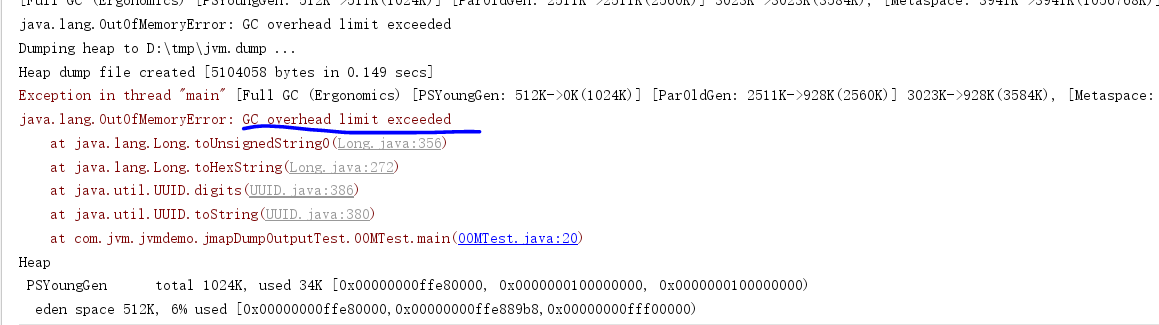 [Full GC (Ergonomics) [PSYoungGen: 512K->511K(1024K)] [ParOldGen: 2511K->2511K(2560K)] 3023K->3023K(3584K), [Metaspace: 3941K->3941K(1056768K)]
java.lang.OutOfMemoryError: GC overhead limit exceeded
Dumping heap to D:\tmp\jvm.dump ...
Heap dump file created [5104058 bytes in 0.149 secs]
Exception in thread "main" [Full GC (Ergonomics) [PSYoungGen: 512K->0K(1024K)] [ParOldGen: 2511K->928K(2560K)] 3023K->928K(3584K), [Metaspace:
java.lang.OutOfMemoryError: GC overhead limit exceeded
at java.lang.Long.toUnsignedString0(Long.java:356)
at java.lang.Long.toHexString(Long.java:272)
at java.util.UUID.digits(UUID.java:386)
at java.util.UUID.toString(UUID.java:380)
at com.jvm.jvmdemo.jmapDumpOutputTest.OOMTest.main(OOMTest.java:20)
Heap
PSYoungGen total 1024K, used 34K [0x00000000ffe80000, 0x0000000100000000, 0x0000000100000000)
eden space 512K, 6% used [0x00000000ffe80000,0x00000000ffe889b8,0x00000000fff00000)